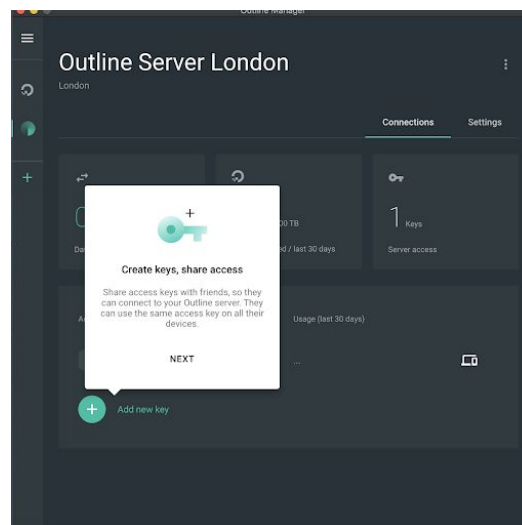 Outline Manager
Outline Server London
London
Connections
Settings
00 TB
1 Keys
ed / last 30 days
Server access
Create keys, share access
Share access keys with friends, so they
can connect to your Outline server. They
can use the same access key on all their
devices.
NEXT
Usage (last 30 days)
...
Add new key